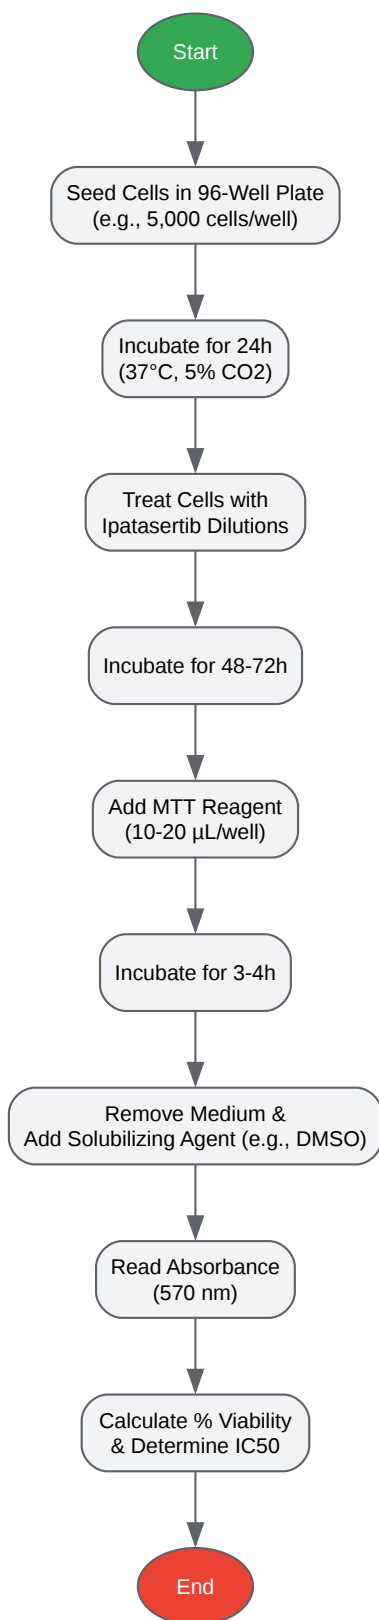 Start
Seed Cells in 96-Well Plate
(e.g., 5,000 cells/well)
Incubate for 24h
(37°C, 5% CO2)
Treat Cells with
Ipatasertib Dilutions
Incubate for 48-72h
Add MTT Reagent
(10-20 µL/well)
Incubate for 3-4h
Remove Medium &
Add Solubilizing Agent (e.g., DMSO)
Read Absorbance
(570 nm)
Calculate % Viability
& Determine IC50
End